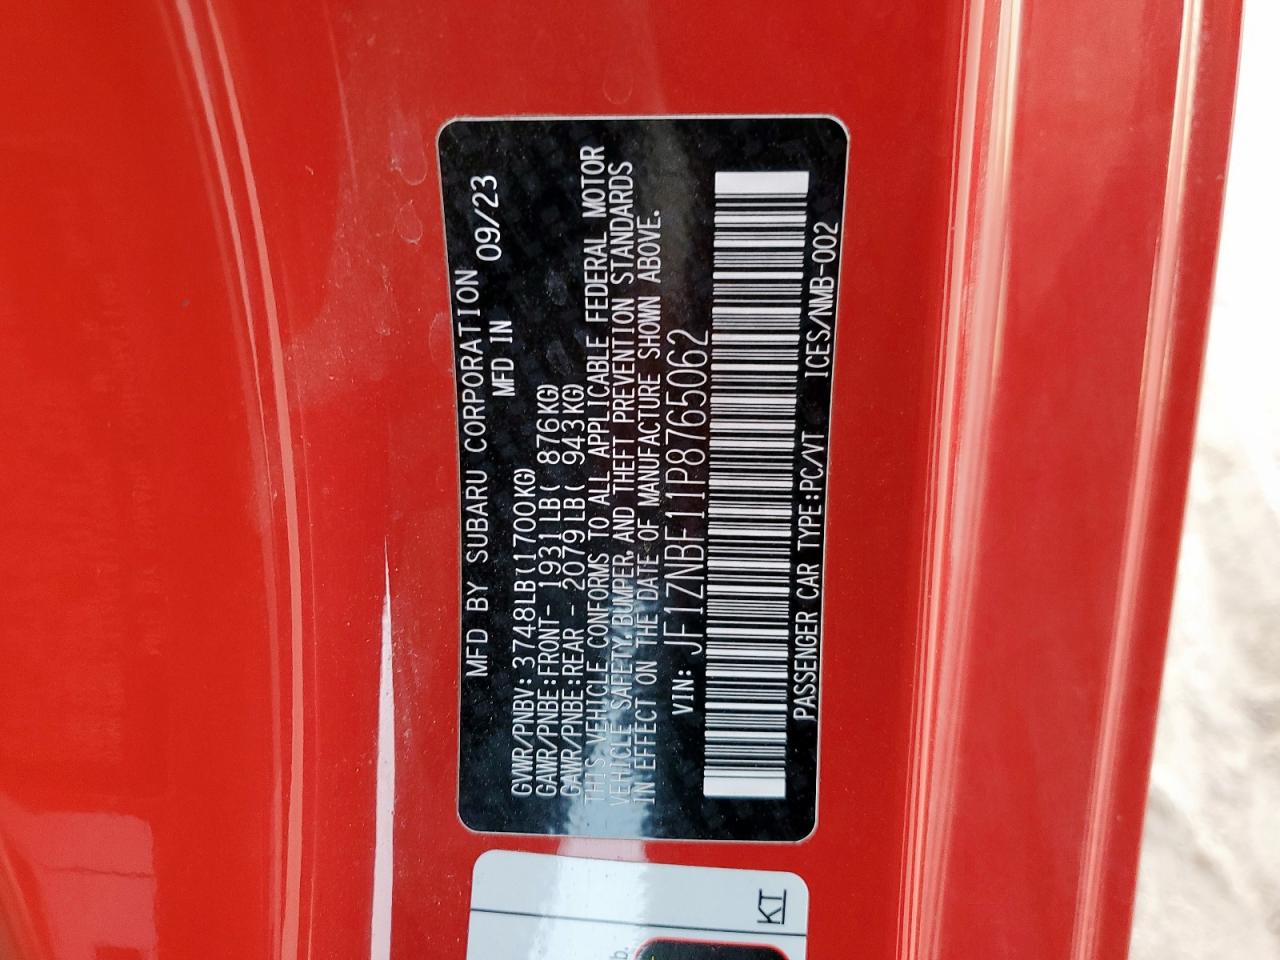 MFD BY SUBARU CORPORATION
MFD IN 09/23
GVWR/PNBV:3748LB(1700KG)
GAWR/PNBE:FRONT- 1931LB( 876KG)
GAWR/PNBE:REAR - 2079LB( 943KG)
THIS VEHICLE CONFORMS TO ALL APPLICABLE FEDERAL MOTOR
VEHICLE SAFETY, BUMPER, AND THEFT PREVENTION STANDARDS
IN EFFECT ON THE DATE OF MANUFACTURE SHOWN ABOVE.
VIN: JF1ZNBF11P8765062
PASSENGER CAR TYPE:PC/VT ICES/NMB-002
KT
b.